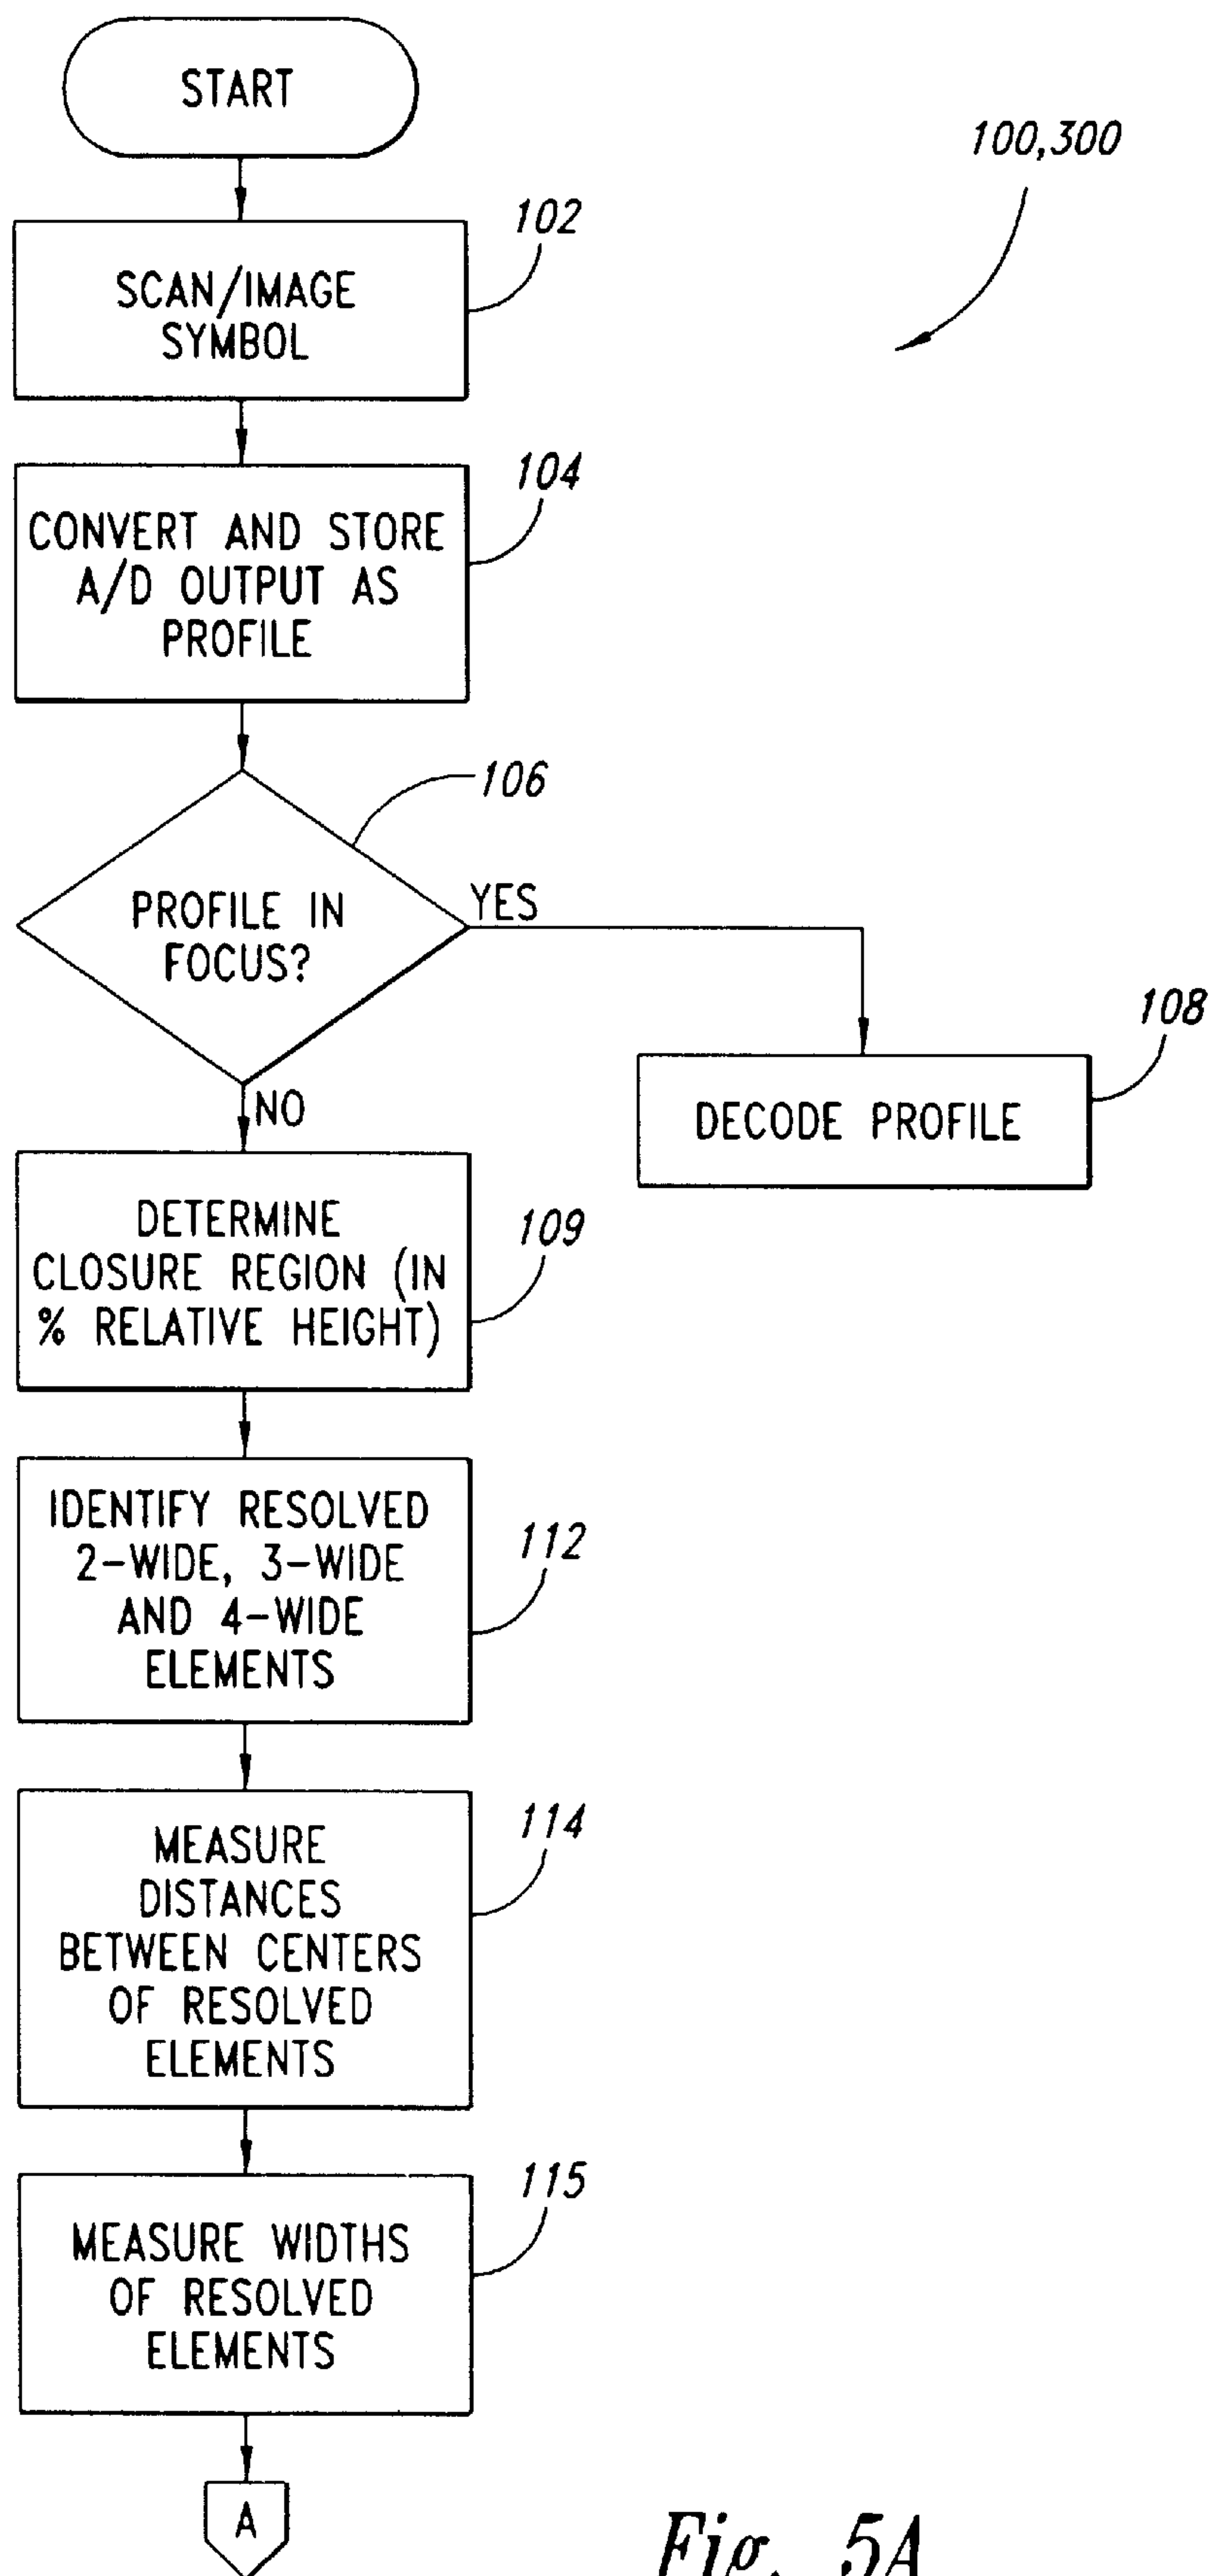 START
100,300
102
SCAN/IMAGE
SYMBOL
104
CONVERT AND STORE
A/D OUTPUT AS
PROFILE
106
PROFILE IN
FOCUS?
YES
108
DECODE PROFILE
NO
109
DETERMINE
CLOSURE REGION (IN
% RELATIVE HEIGHT)
112
IDENTIFY RESOLVED
2-WIDE, 3-WIDE
AND 4-WIDE
ELEMENTS
114
MEASURE
DISTANCES
BETWEEN CENTERS
OF RESOLVED
ELEMENTS
115
MEASURE WIDTHS
OF RESOLVED
ELEMENTS
A
Fig. 5A